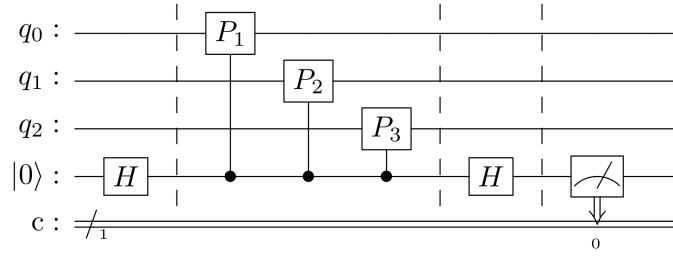 q₀ : P₁
q₁ : P₂
q₂ : P₃
|0⟩ : H H
c : 1 0